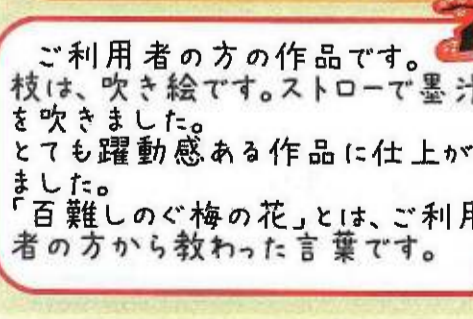 ご利用者の方の作品です。
枝は、吹き絵です。ストローで墨汁
を吹きました。
とても躍動感ある作品に仕上が
ました。
「百難しのぐ梅の花」とは、ご利用
者の方から教わった言葉です。